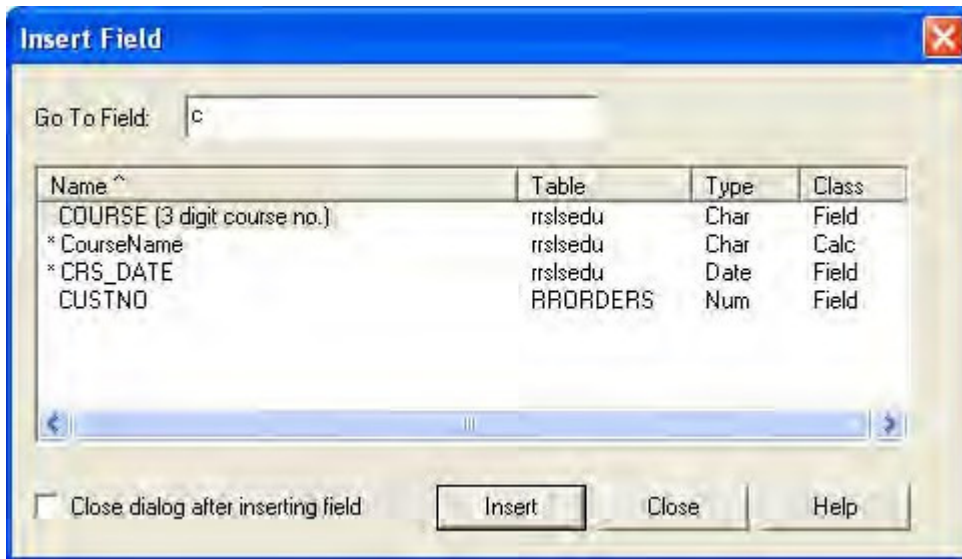 Insert Field
Go To Field: c
Name ^ Table Type Class
COURSE (3 digit course no.) rrslsedu Char Field
* CourseName rrslsedu Char Calc
* CRS_DATE rrslsedu Date Field
CUSTNO RRORDERS Num Field
Close dialog after inserting field Insert Close Help